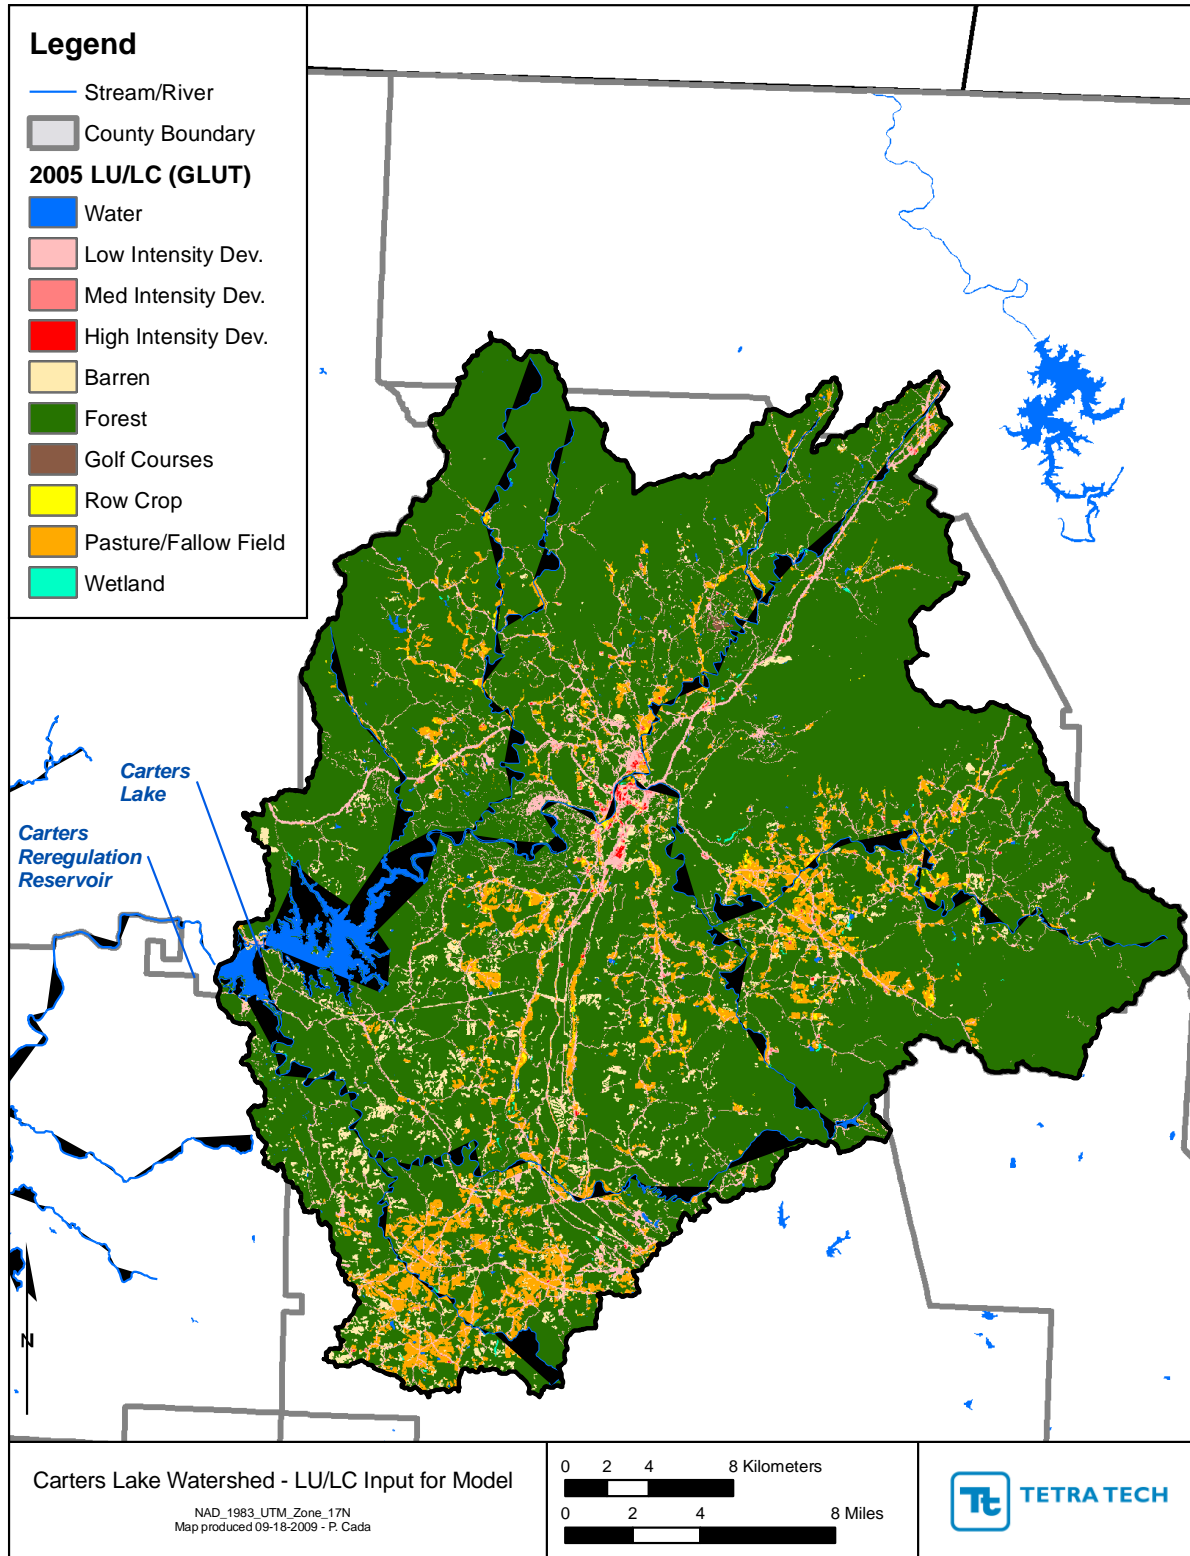 Legend
Stream/River
County Boundary
2005 LU/LC (GLUT)
Water
Low Intensity Dev.
Med Intensity Dev.
High Intensity Dev.
Barren
Forest
Golf Courses
Row Crop
Pasture/Fallow Field
Wetland
Carters
Lake
Carters
Reregulation
Reservoir
N
Carters Lake Watershed - LU/LC Input for Model
NAD_1983_UTM_Zone_17N
Map produced 09-18-2009 - P. Cada
0 2 4 8 Kilometers
0 2 4 8 Miles
Tt TETRA TECH